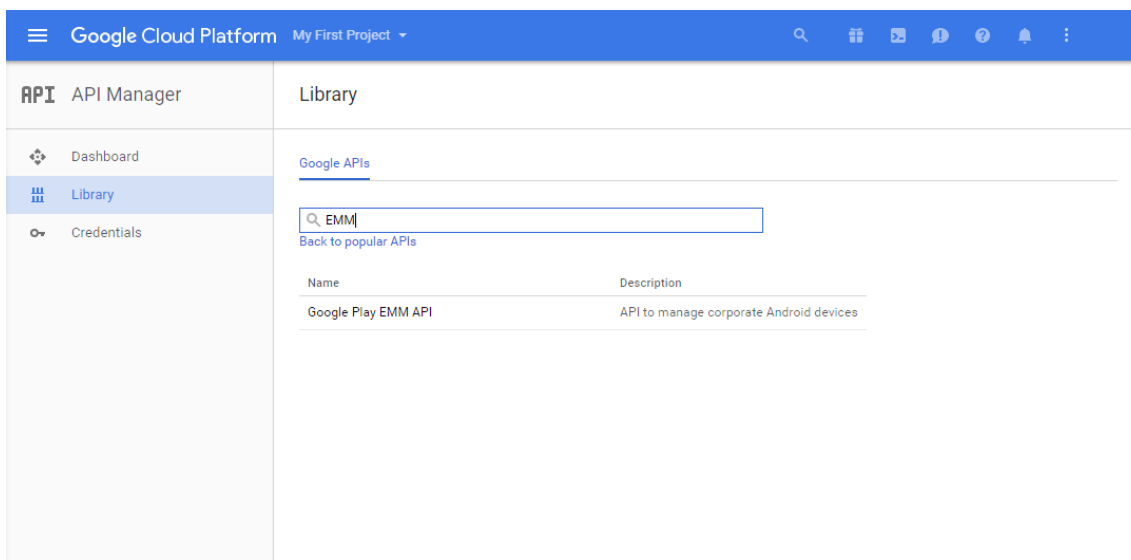 Google Cloud Platform My First Project
API API Manager
Library
Dashboard
Library
Credentials
Google APIs
EMM
Back to popular APIs
Name Description
Google Play EMM API API to manage corporate Android devices